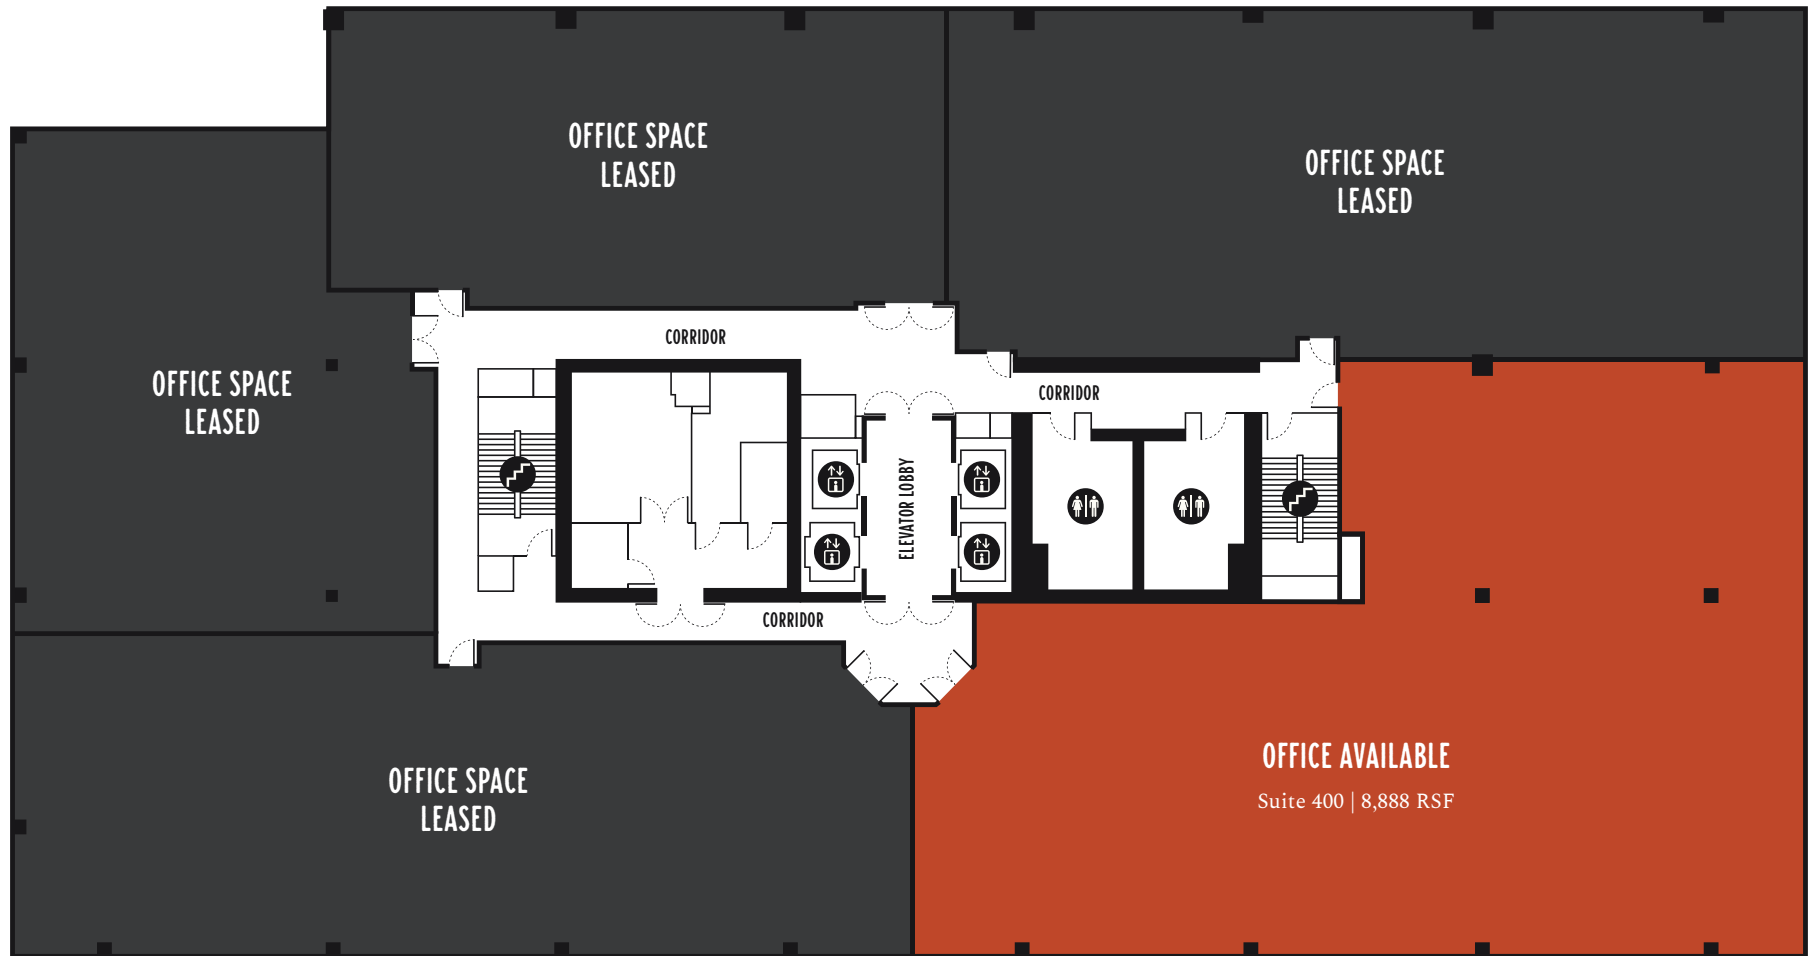 OFFICE SPACE
LEASED
OFFICE SPACE
LEASED
CORRIDOR
OFFICE SPACE
LEASED
CORRIDOR
ELEVATOR LOBBY
CORRIDOR
OFFICE SPACE
LEASED
OFFICE AVAILABLE
Suite 400 | 8,888 RSF